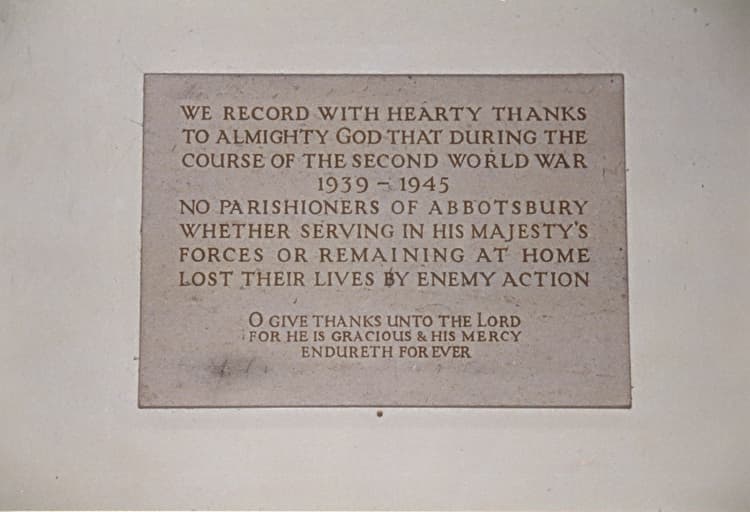 WE RECORD WITH HEARTY THANKS
TO ALMIGHTY GOD THAT DURING THE
COURSE OF THE SECOND WORLD WAR
1939 – 1945
NO PARISHIONERS OF ABBOTSBURY
WHETHER SERVING IN HIS MAJESTY'S
FORCES OR REMAINING AT HOME
LOST THEIR LIVES BY ENEMY ACTION
O GIVE THANKS UNTO THE LORD
FOR HE IS GRACIOUS & HIS MERCY
ENDURETH FOR EVER